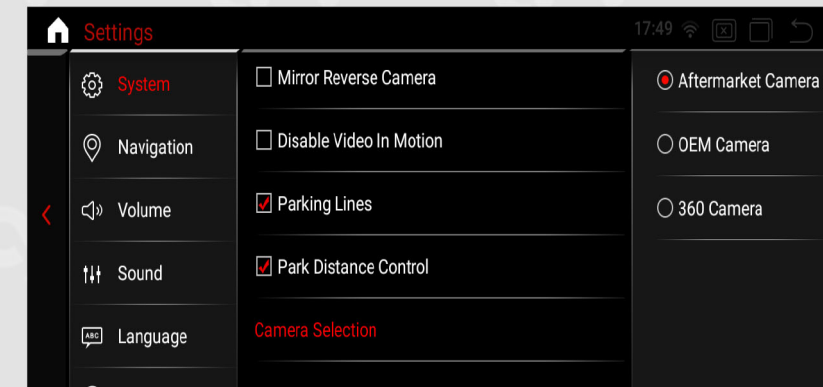 Settings
17:49
System
Navigation
Volume
Sound
ABC
Language
Mirror Reverse Camera
Disable Video In Motion
Parking Lines
Park Distance Control
Camera Selection
Aftermarket Camera
OEM Camera
360 Camera